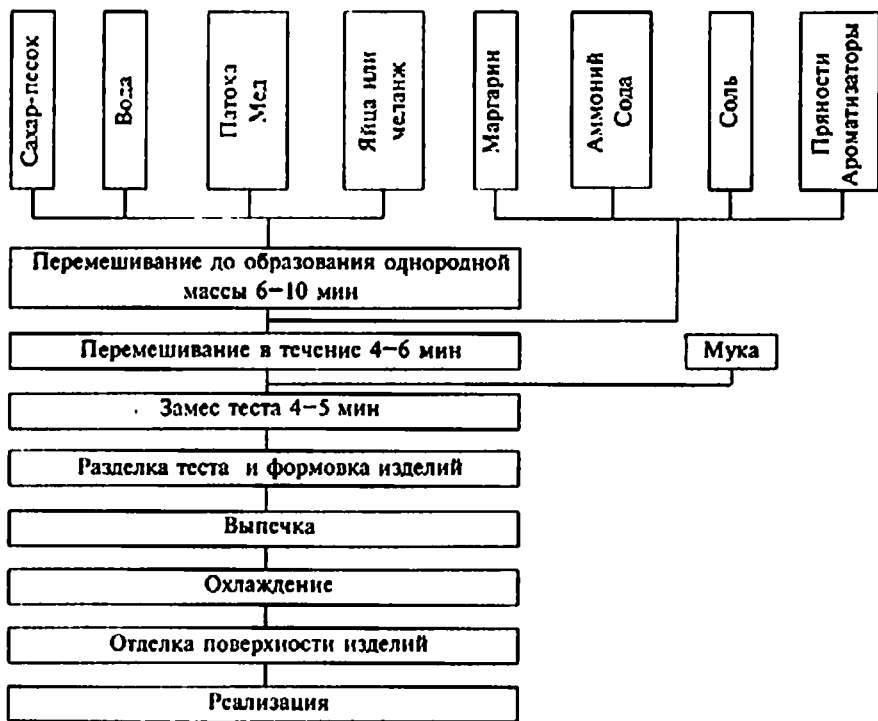 Сахар-песок
Вода
Патока
Мед
Яйца или
меланж
Маргарин
Аммоний
Сода
Соль
Пряности
Ароматизаторы
Перемешивание до образования однородной
массы 6−10 мин
Перемешивание в течение 4−6 мин
Мука
Замес теста 4−5 мин
Разделка теста и формовка изделий
Выпечка
Охлаждение
Отделка поверхности изделий
Реализация